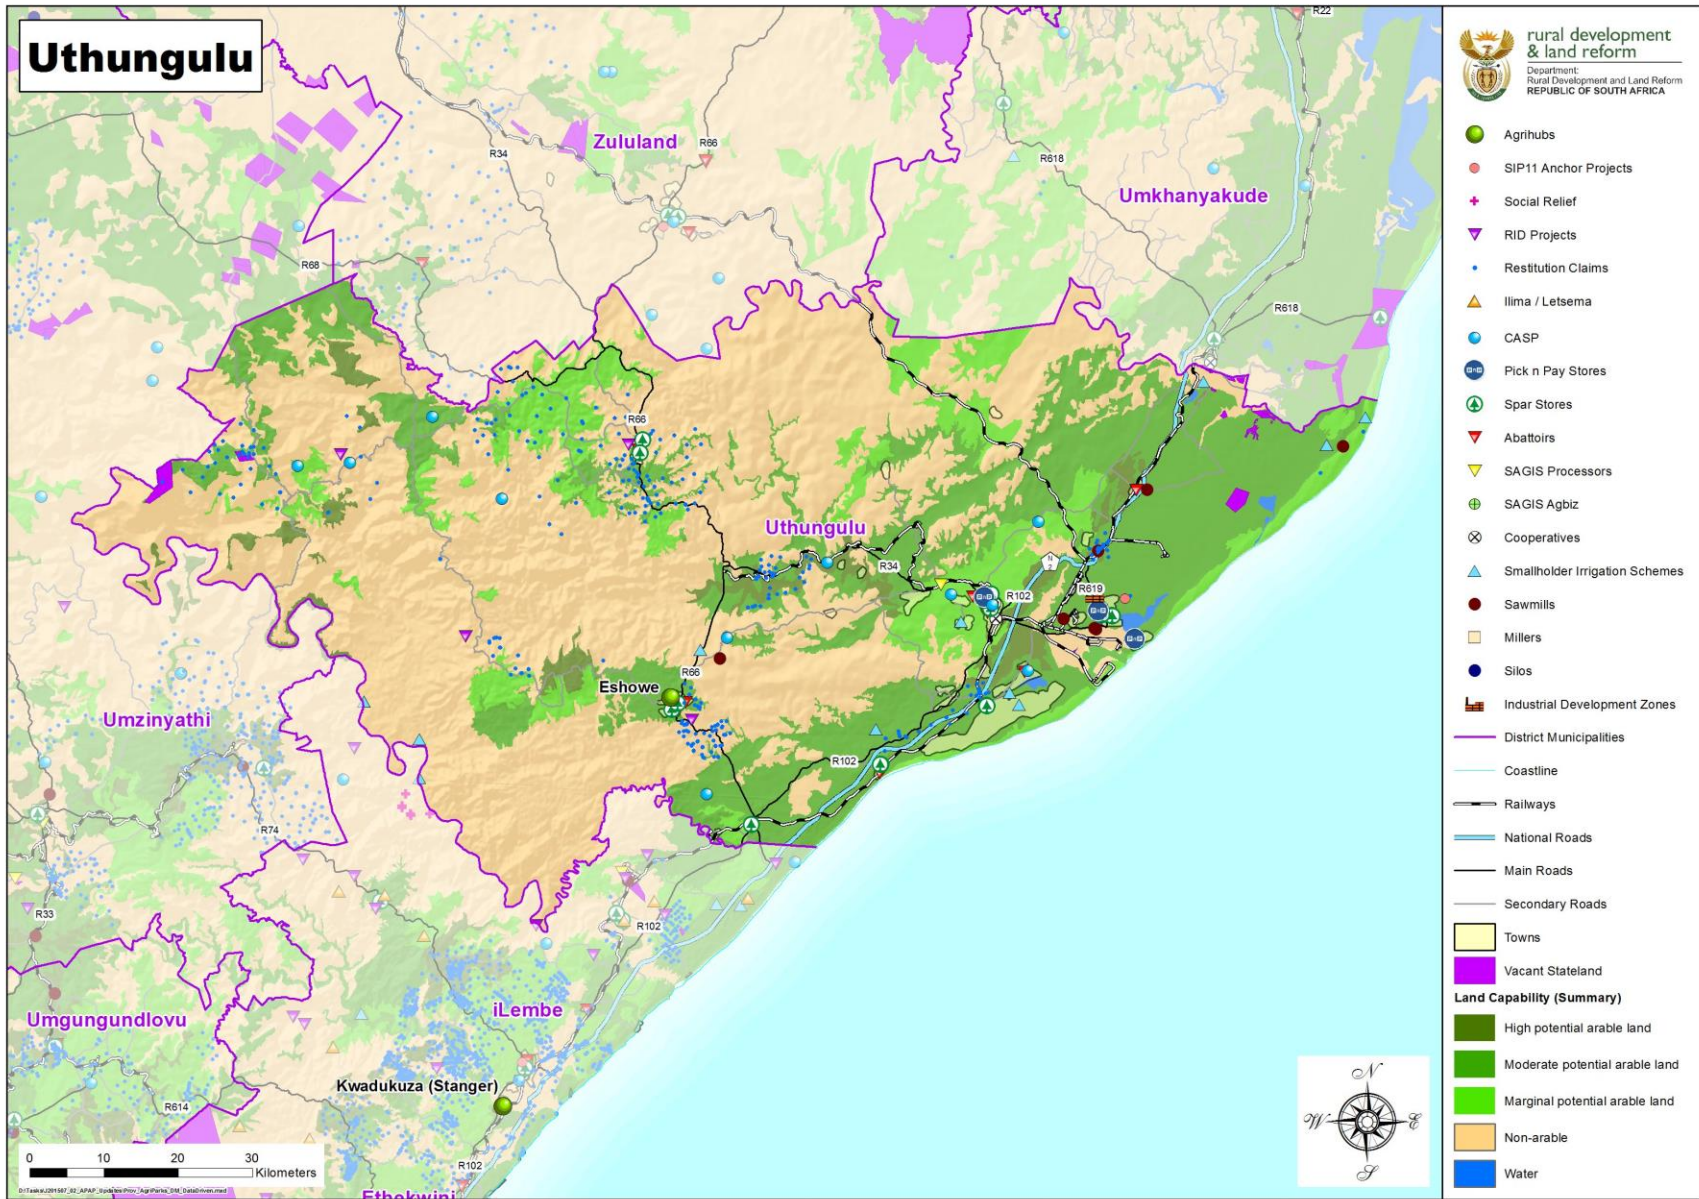 Uthungulu
R22
Zululand
R66
R34
R618
Umkhanyakude
R68
R618
R66
Uthungulu
R34
N
2
R102
R619
Eshowe
R66
Umzinyathi
R102
R74
R33
R102
iLembe
Umgungundlovu
Kwadukuza (Stanger)
R614
R102
Ethekwini
0 10 20 30
Kilometers
N
W E
S
rural development
& land reform
Department:
Rural Development and Land Reform
REPUBLIC OF SOUTH AFRICA
Agrihubs
SIP11 Anchor Projects
Social Relief
RID Projects
Restitution Claims
Ilima / Letsema
CASP
Pick n Pay Stores
Spar Stores
Abattoirs
SAGIS Processors
SAGIS Agbiz
Cooperatives
Smallholder Irrigation Schemes
Sawmills
Millers
Silos
Industrial Development Zones
District Municipalities
Coastline
Railways
National Roads
Main Roads
Secondary Roads
Towns
Vacant Stateland
Land Capability (Summary)
High potential arable land
Moderate potential arable land
Marginal potential arable land
Non-arable
Water